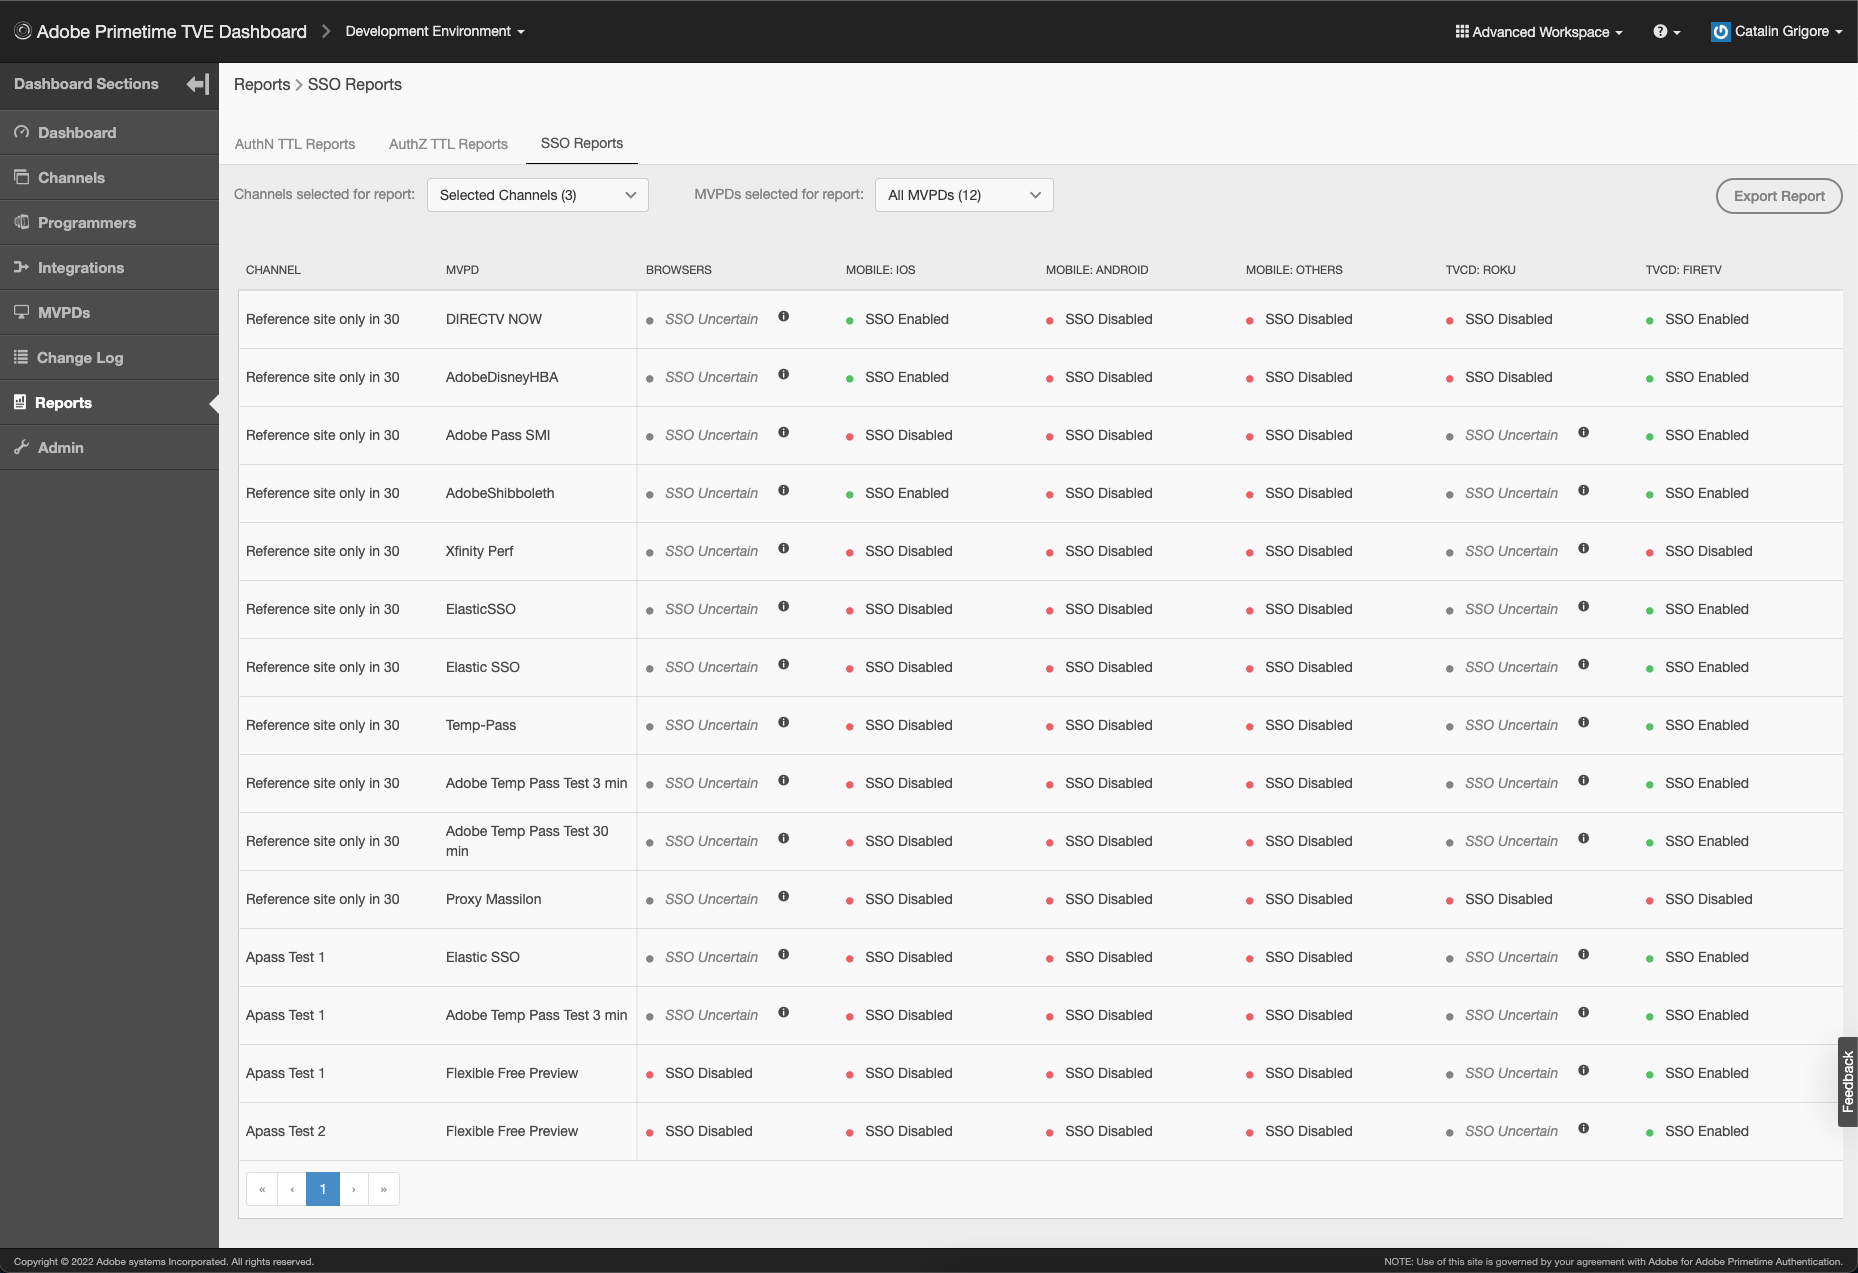 Adobe Primetime TVE Dashboard Development Environment Advanced Workspace Catalin Grigore
Dashboard Sections
Dashboard
Channels
Programmers
Integrations
MVPDs
Change Log
Reports
Admin
Reports > SSO Reports
AuthN TTL Reports AuthZ TTL Reports SSO Reports
Channels selected for report: Selected Channels (3) MVPDs selected for report: All MVPDs (12) Export Report
CHANNEL MVPD BROWSERS MOBILE: IOS MOBILE: ANDROID MOBILE: OTHERS TVCD: ROKU TVCD: FIRETV
Reference site only in 30 DIRECTV NOW SSO Uncertain SSO Enabled SSO Disabled SSO Disabled SSO Disabled SSO Enabled
Reference site only in 30 AdobeDisneyHBA SSO Uncertain SSO Enabled SSO Disabled SSO Disabled SSO Disabled SSO Enabled
Reference site only in 30 Adobe Pass SMI SSO Uncertain SSO Disabled SSO Disabled SSO Disabled SSO Uncertain SSO Enabled
Reference site only in 30 AdobeShibboleth SSO Uncertain SSO Enabled SSO Disabled SSO Disabled SSO Uncertain SSO Enabled
Reference site only in 30 Xfinity Perf SSO Uncertain SSO Disabled SSO Disabled SSO Disabled SSO Uncertain SSO Disabled
Reference site only in 30 ElasticSSO SSO Uncertain SSO Disabled SSO Disabled SSO Disabled SSO Uncertain SSO Enabled
Reference site only in 30 Elastic SSO SSO Uncertain SSO Disabled SSO Disabled SSO Disabled SSO Uncertain SSO Enabled
Reference site only in 30 Temp-Pass SSO Uncertain SSO Disabled SSO Disabled SSO Disabled SSO Uncertain SSO Enabled
Reference site only in 30 Adobe Temp Pass Test 3 min SSO Uncertain SSO Disabled SSO Disabled SSO Disabled SSO Uncertain SSO Enabled
Reference site only in 30 Adobe Temp Pass Test 30
min SSO Uncertain SSO Disabled SSO Disabled SSO Disabled SSO Uncertain SSO Enabled
Reference site only in 30 Proxy Massilon SSO Uncertain SSO Disabled SSO Disabled SSO Disabled SSO Disabled SSO Disabled
Apass Test 1 Elastic SSO SSO Uncertain SSO Disabled SSO Disabled SSO Disabled SSO Uncertain SSO Enabled
Apass Test 1 Adobe Temp Pass Test 3 min SSO Uncertain SSO Disabled SSO Disabled SSO Disabled SSO Uncertain SSO Enabled
Apass Test 1 Flexible Free Preview SSO Disabled SSO Disabled SSO Disabled SSO Disabled SSO Uncertain SSO Enabled
Apass Test 2 Flexible Free Preview SSO Disabled SSO Disabled SSO Disabled SSO Disabled SSO Uncertain SSO Enabled
« ‹ 1 › »
Feedback
Copyright © 2022 Adobe systems Incorporated. All rights reserved. NOTE: Use of this site is governed by your agreement with Adobe for Adobe Primetime Authentication.